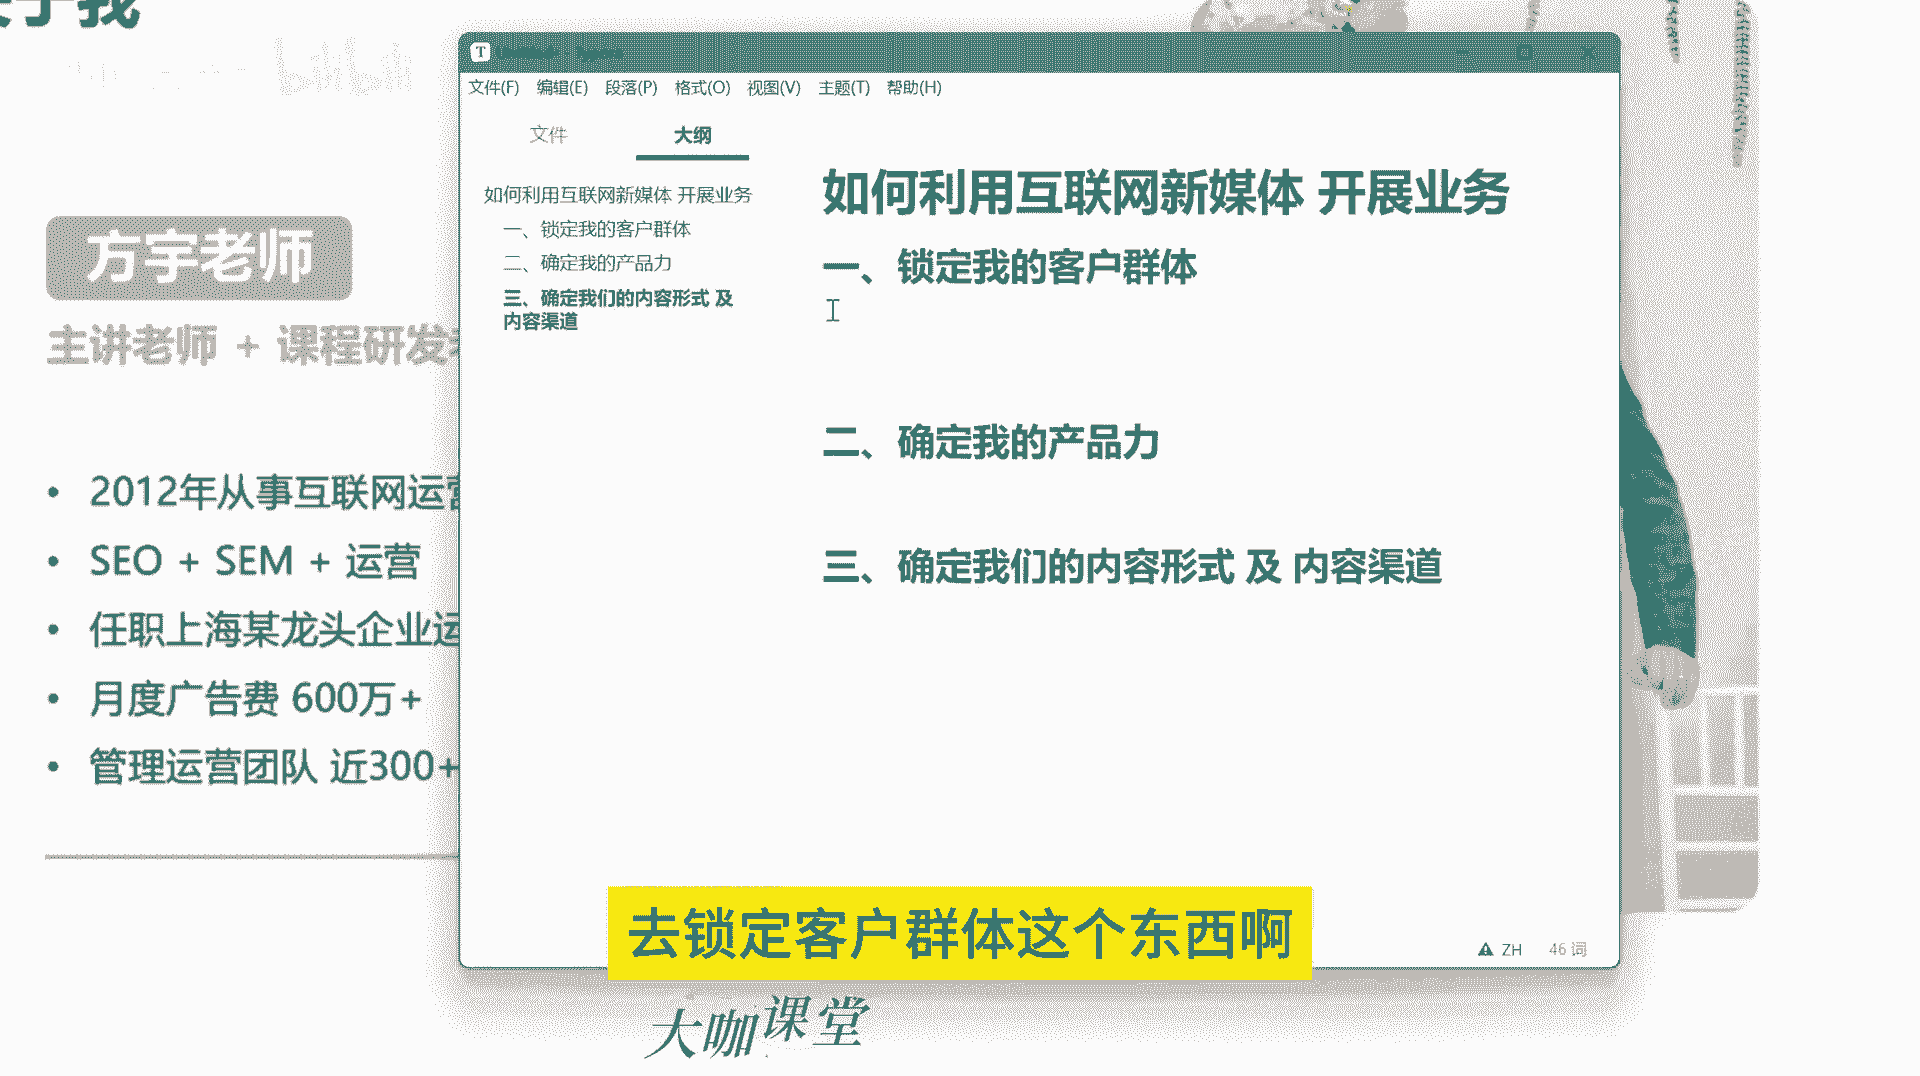 于我
bilibili
方宇老师
主讲老师 + 课程研发
• 2012年从事互联网运营
• SEO + SEM + 运营
• 任职上海某龙头企业运
• 月度广告费 600万+
• 管理运营团队 近300+
T
文件(F) 编辑(E) 段落(P) 格式(O) 视图(V) 主题(T) 帮助(H)
文件 大纲
如何利用互联网新媒体 开展业务
一、锁定我的客户群体
二、确定我的产品力
三、确定我们的内容形式 及
内容渠道
如何利用互联网新媒体 开展业务
一、锁定我的客户群体
二、确定我的产品力
三、确定我们的内容形式 及 内容渠道
ZH 46 词
去锁定客户群体这个东西啊
大咖课堂